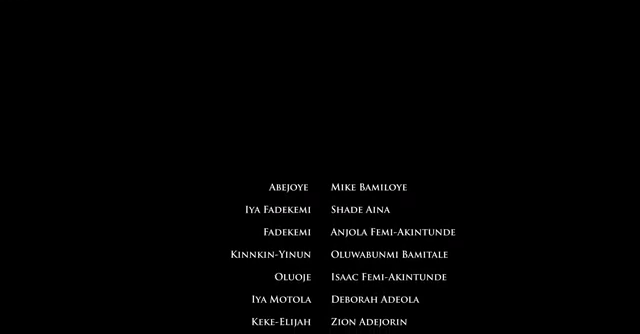 Abejoye Mike Bamiloye
Iya Fadekemi Shade Aina
Fadekemi Anjola Femi-Akintunde
Kinnkin-Yinun Oluwabunmi Bamitale
Oluoje Isaac Femi-Akintunde
Iya Motola Deborah Adeola
Keke-Elijah Zion Adejorin